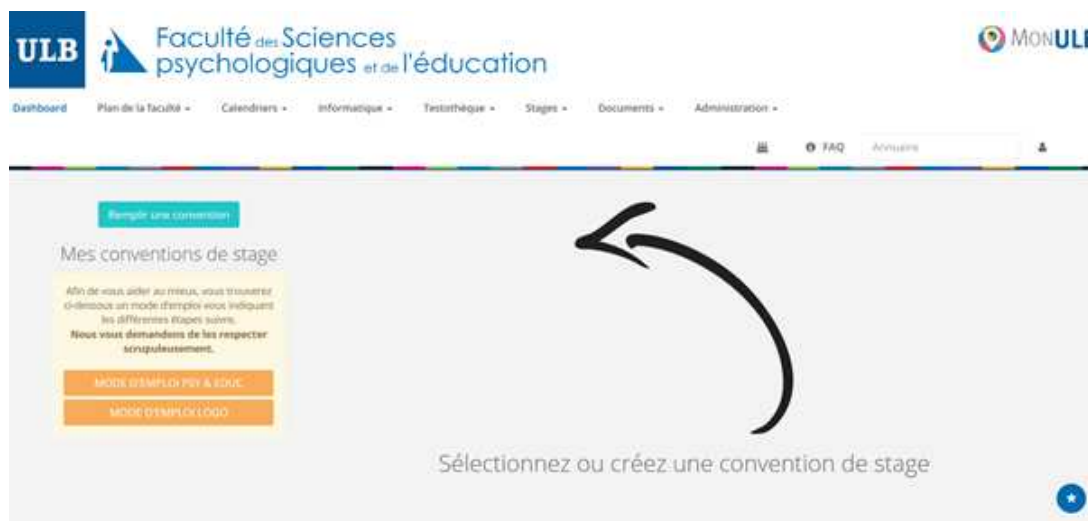 ULB
Faculté des Sciences
psychologiques et de l'éducation
MONULB
Dashboard Plan de la faculté Calendriers Informatique Testothèque Stages Documents Administration
FAQ Annuaire
Remplir une convention
Mes conventions de stage
Afin de vous aider au mieux, vous trouverez
ci-dessous un mode d'emploi vous indiquant
les différentes étapes suivre.
Nous vous demandons de les respecter
scrupuleusement.
MODE D'EMPLOI PSY & EDUC
MODE D'EMPLOI LOGO
Sélectionnez ou créez une convention de stage